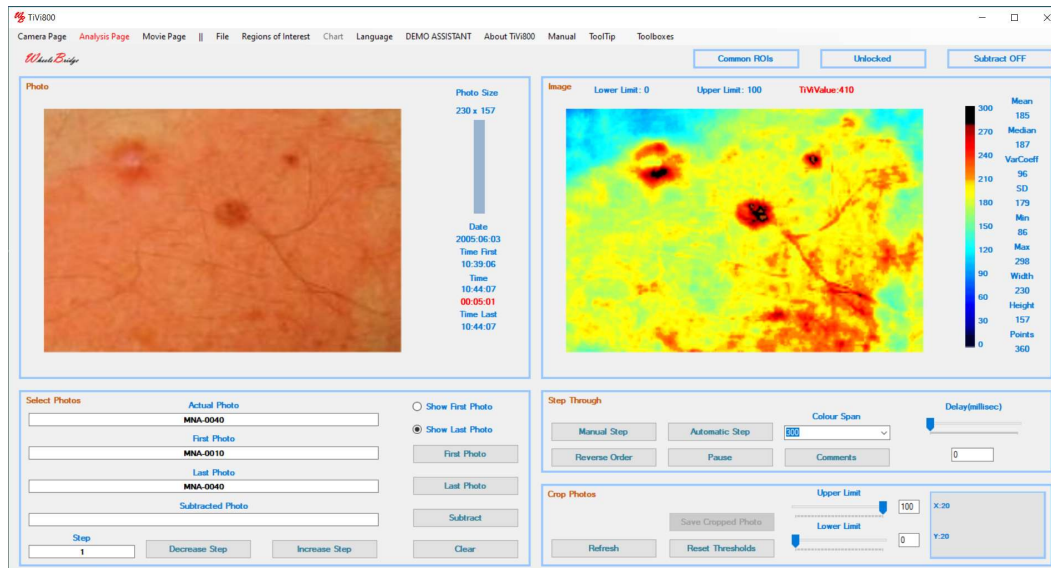 TiVi800
Camera Page Analysis Page Movie Page || File Regions of Interest Chart Language DEMO ASSISTANT About TiVi800 Manual ToolTip Toolboxes
WheelsBridge
Common ROIs Unlocked Subtract OFF
Photo
Photo Size
230 x 157
Date
2005:06:03
Time First
10:39:06
Time
10:44:07
00:05:01
Time Last
10:44:07
Image Lower Limit: 0 Upper Limit: 100 TiViValue:410
300
270
240
210
180
150
120
90
60
30
0
Mean
185
Median
187
VarCoeff
96
SD
179
Min
86
Max
298
Width
230
Height
157
Points
360
Select Photos
Actual Photo
MNA-0040
First Photo
MNA-0010
Last Photo
MNA-0040
Subtracted Photo
Step
1
Decrease Step Increase Step
Show First Photo
Show Last Photo
First Photo
Last Photo
Subtract
Clear
Step Through
Manual Step Automatic Step
Colour Span
300
Delay(millisec)
Reverse Order Pause Comments
0
Crop Photos
Upper Limit
100
Save Cropped Photo
Lower Limit
0
Refresh Reset Thresholds
X:20
Y:20